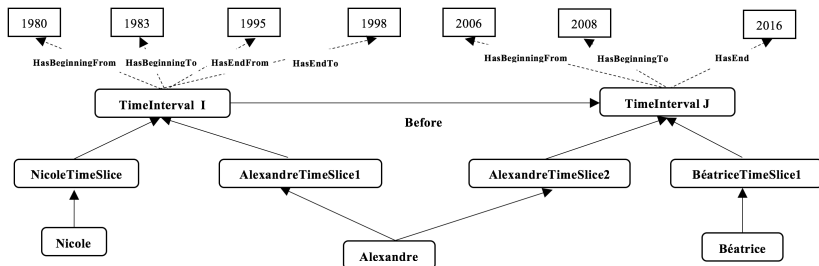 1980 1983 1995 1998 2006 2008 2016
HasBeginningFrom HasBeginningTo HasEndFrom HasEndTo HasBeginningFrom HasBeginningTo HasEnd
TimeInterval I TimeInterval J
Before
NicoleTimeSlice AlexandreTimeSlice1 AlexandreTimeSlice2 BéatriceTimeSlice1
Nicole Alexandre Béatrice